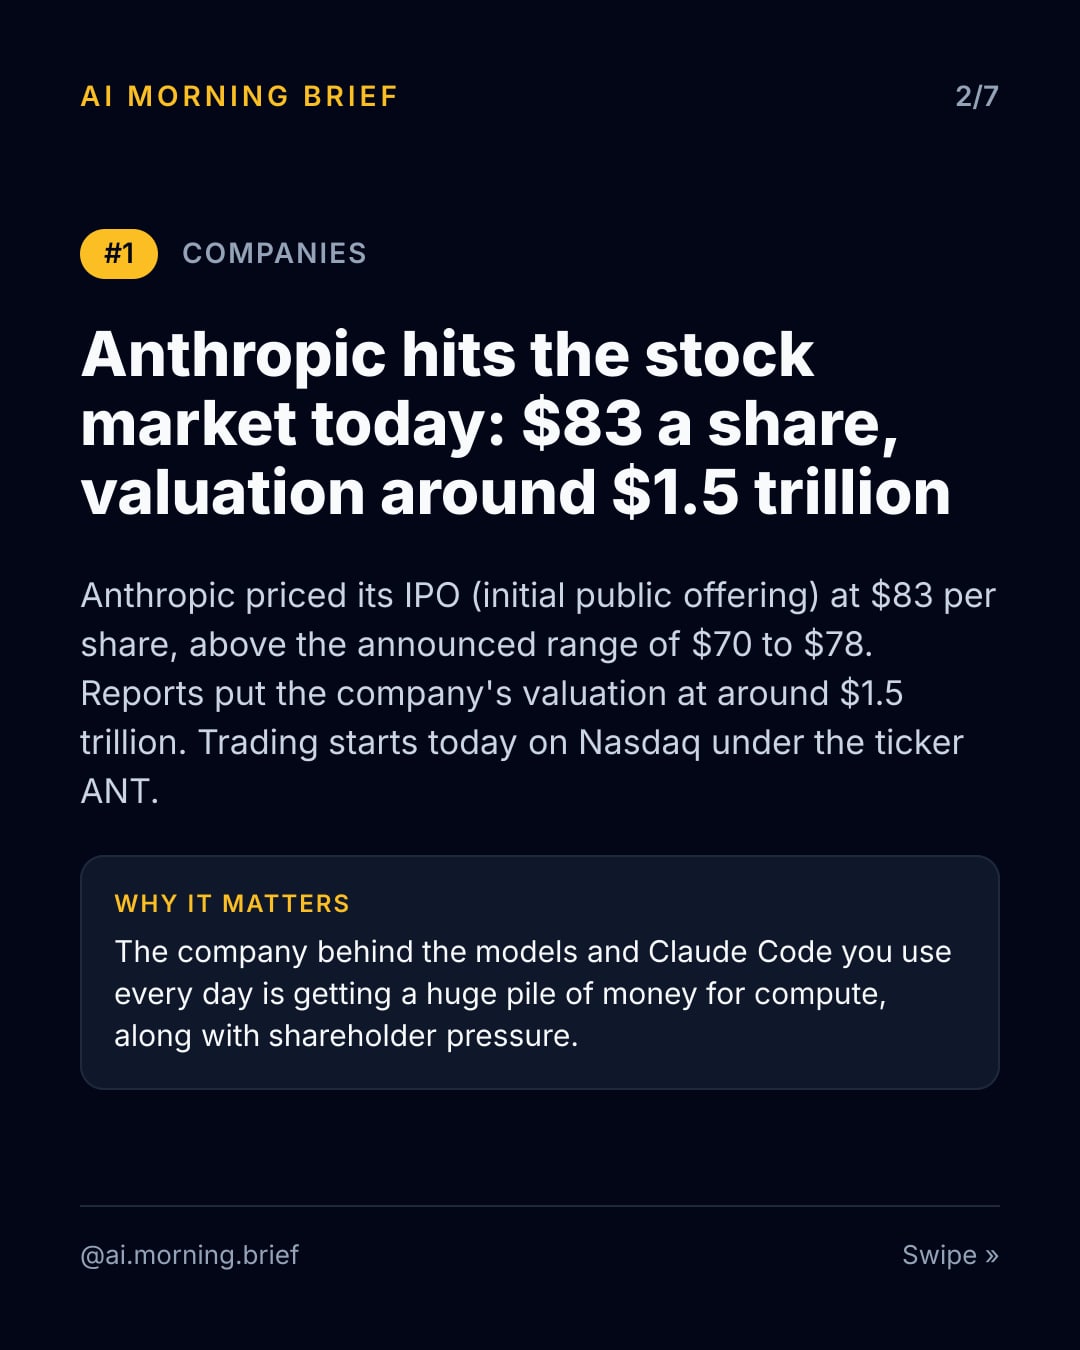 AI MORNING BRIEF
2/7
#1
COMPANIES
Anthropic hits the stock
market today: $83 a share,
valuation around $1.5 trillion
Anthropic priced its IPO (initial public offering) at $83 per
share, above the announced range of $70 to $78.
Reports put the company's valuation at around $1.5
trillion. Trading starts today on Nasdaq under the ticker
ANT.
WHY IT MATTERS
The company behind the models and Claude Code you use
every day is getting a huge pile of money for compute,
along with shareholder pressure.
@ai.morning.brief
Swipe »